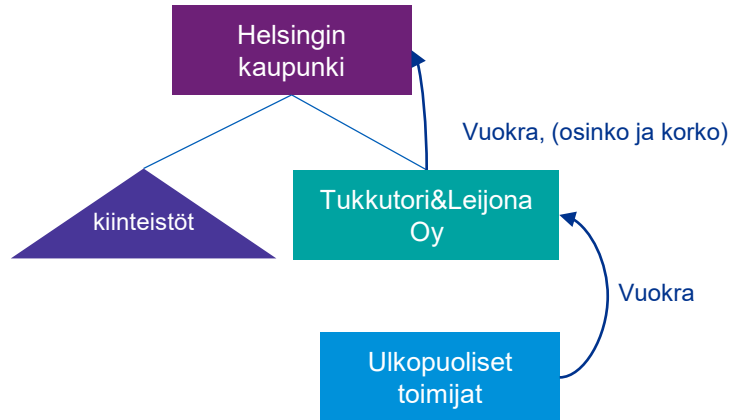 Helsingin
kaupunki
Vuokra, (osinko ja korko)
kiinteistöt
Tukkutori&Leijona
Oy
Vuokra
Ulkopuoliset
toimijat